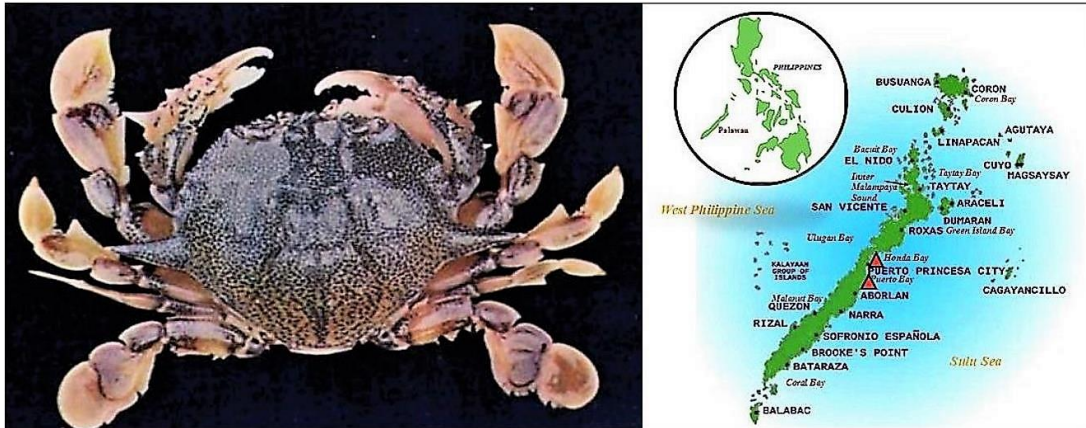 PHILIPPINES
Palawan
BUSUANGA
CORON
Coron Bay
CULION
LINAPACAN
AGUTAYA
Bacuit Bay
EL NIDO
CUYO
MAGSAYSAY
Inner
Malampaya
Sound
Taytay Bay
TAYTAY
ARACELI
West Philippine Sea
SAN VICENTE
DUMARAN
ROXAS
Green Island Bay
Ulugan Bay
Honda Bay
KALAYAAN
GROUP OF
ISLANDS
PUERTO PRINCESA CITY
Puerto Bay
CAGAYANCILLO
ABORLAN
Malanut Bay
QUEZON
NARRA
RIZAL
SOFRONIO ESPAÑOLA
BROOKE'S POINT
Sulu Sea
BATARAZA
Coral Bay
BALABAC